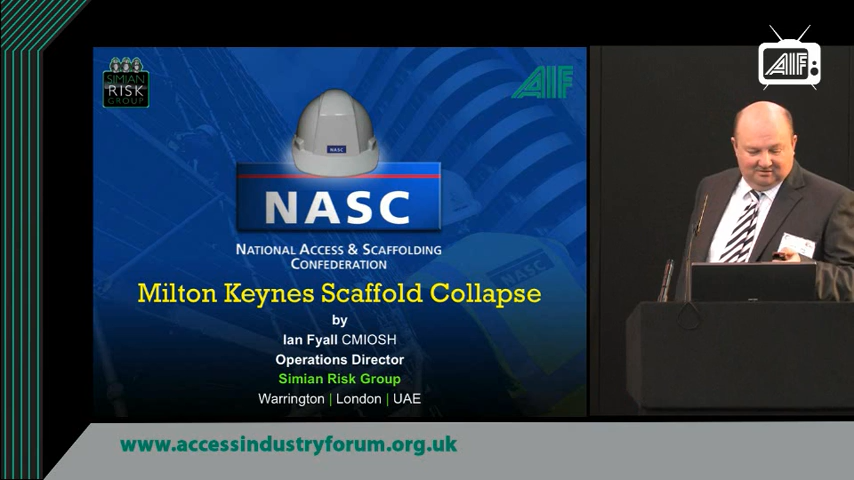 SIMIAN
RISK
GROUP
AIF
AIF
NASC
NASC
NATIONAL ACCESS & SCAFFOLDING
CONFEDERATION
Milton Keynes Scaffold Collapse
by
Ian Fyall CMIOSH
Operations Director
Simian Risk Group
Warrington | London | UAE
NASC
www.accessindustryforum.org.uk